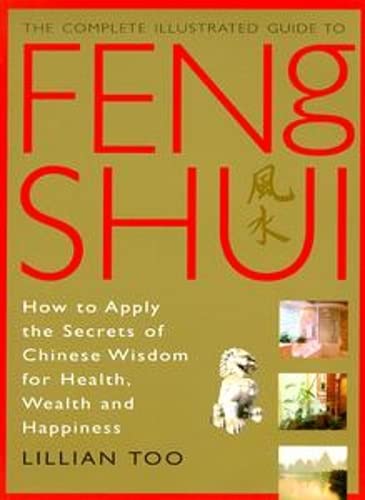 THE COMPLETE ILLUSTRATED GUIDE TO
FENg
SHUI
風
水
How to Apply
the Secrets of
Chinese Wisdom
for Health,
Wealth and
Happiness
LILLIAN TOO